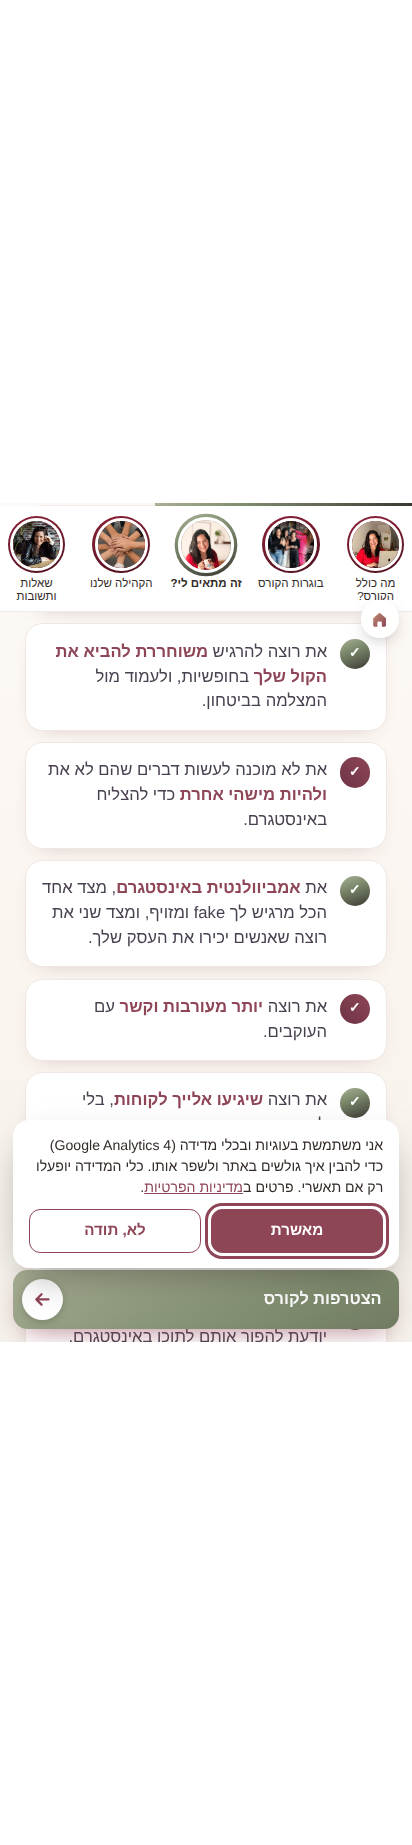 מה כולל
הקורס?
בוגרות הקורס
זה מתאים לי?
הקהילה שלנו
שאלות
ותשובות
את רוצה להרגיש משוחררת להביא את
הקול שלך בחופשיות, ולעמוד מול
המצלמה בביטחון.
את לא מוכנה לעשות דברים שהם לא את
ולהיות מישהי אחרת כדי להצליח
באינסטגרם.
את אמביוולנטית באינסטגרם, מצד אחד
הכל מרגיש לך fake ומזויף, ומצד שני את
רוצה שאנשים יכירו את העסק שלך.
את רוצה יותר מעורבות וקשר עם
העוקבים.
את רוצה שיגיעו אלייך לקוחות, בלי
אני משתמשת בעוגיות ובכלי מדידה (Google Analytics 4)
כדי להבין איך גולשים באתר ולשפר אותו. כלי המדידה יופעלו
רק אם תאשרי. פרטים במדיניות הפרטיות.
מאשרת
לא, תודה
הצטרפות לקורס
יודעת להפוך אותם לתוכן באינסטגרם.